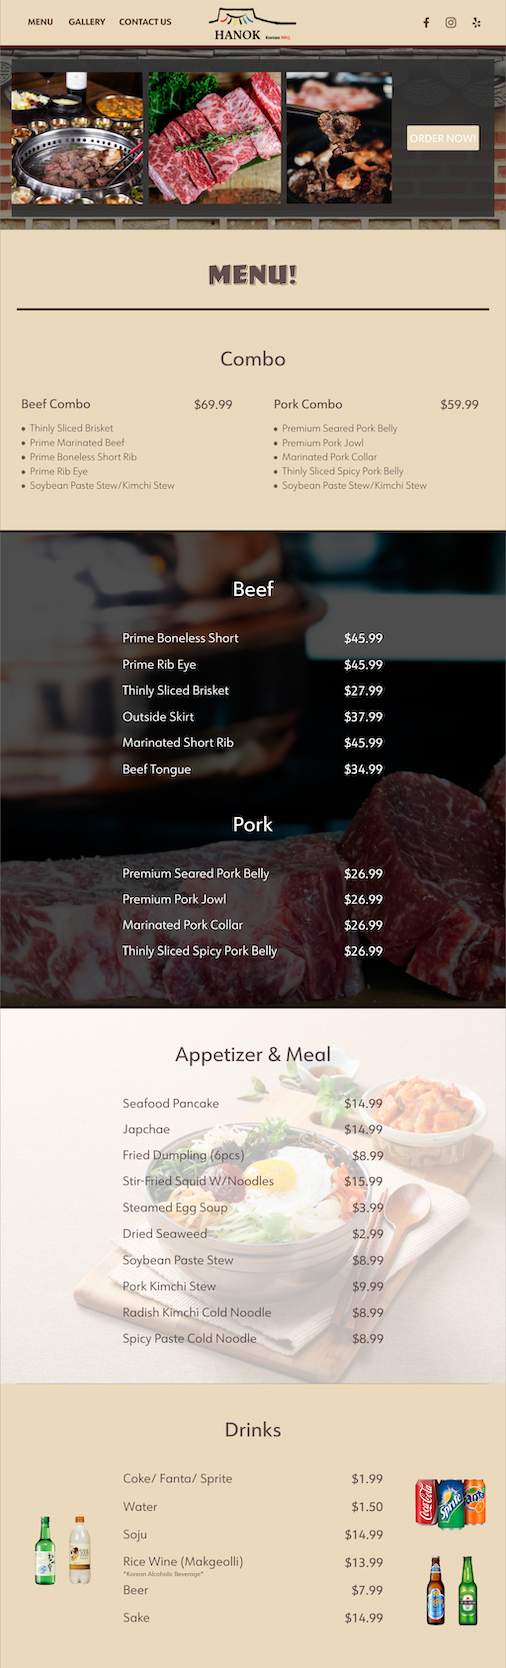 MENU GALLERY CONTACT US
HANOK Korean BBQ
ORDER NOW!
MENU!
Combo
Beef Combo $69.99
Thinly Sliced Brisket
Prime Marinated Beef
Prime Boneless Short Rib
Prime Rib Eye
Soybean Paste Stew/Kimchi Stew
Pork Combo $59.99
Premium Seared Pork Belly
Premium Pork Jowl
Marinated Pork Collar
Thinly Sliced Spicy Pork Belly
Soybean Paste Stew/Kimchi Stew
Beef
Prime Boneless Short $45.99
Prime Rib Eye $45.99
Thinly Sliced Brisket $27.99
Outside Skirt $37.99
Marinated Short Rib $45.99
Beef Tongue $34.99
Pork
Premium Seared Pork Belly $26.99
Premium Pork Jowl $26.99
Marinated Pork Collar $26.99
Thinly Sliced Spicy Pork Belly $26.99
Appetizer & Meal
Seafood Pancake $14.99
Japchae $14.99
Fried Dumpling (6pcs) $8.99
Stir-Fried Squid W/Noodles $15.99
Steamed Egg Soup $3.99
Dried Seaweed $2.99
Soybean Paste Stew $8.99
Pork Kimchi Stew $9.99
Radish Kimchi Cold Noodle $8.99
Spicy Paste Cold Noodle $8.99
Drinks
Coke/ Fanta/ Sprite $1.99
Water $1.50
Soju $14.99
Rice Wine (Makgeolli) $13.99
*Korean Alcoholic Beverage*
Beer $7.99
Sake $14.99
Coca-Cola
Sprite
Fanta